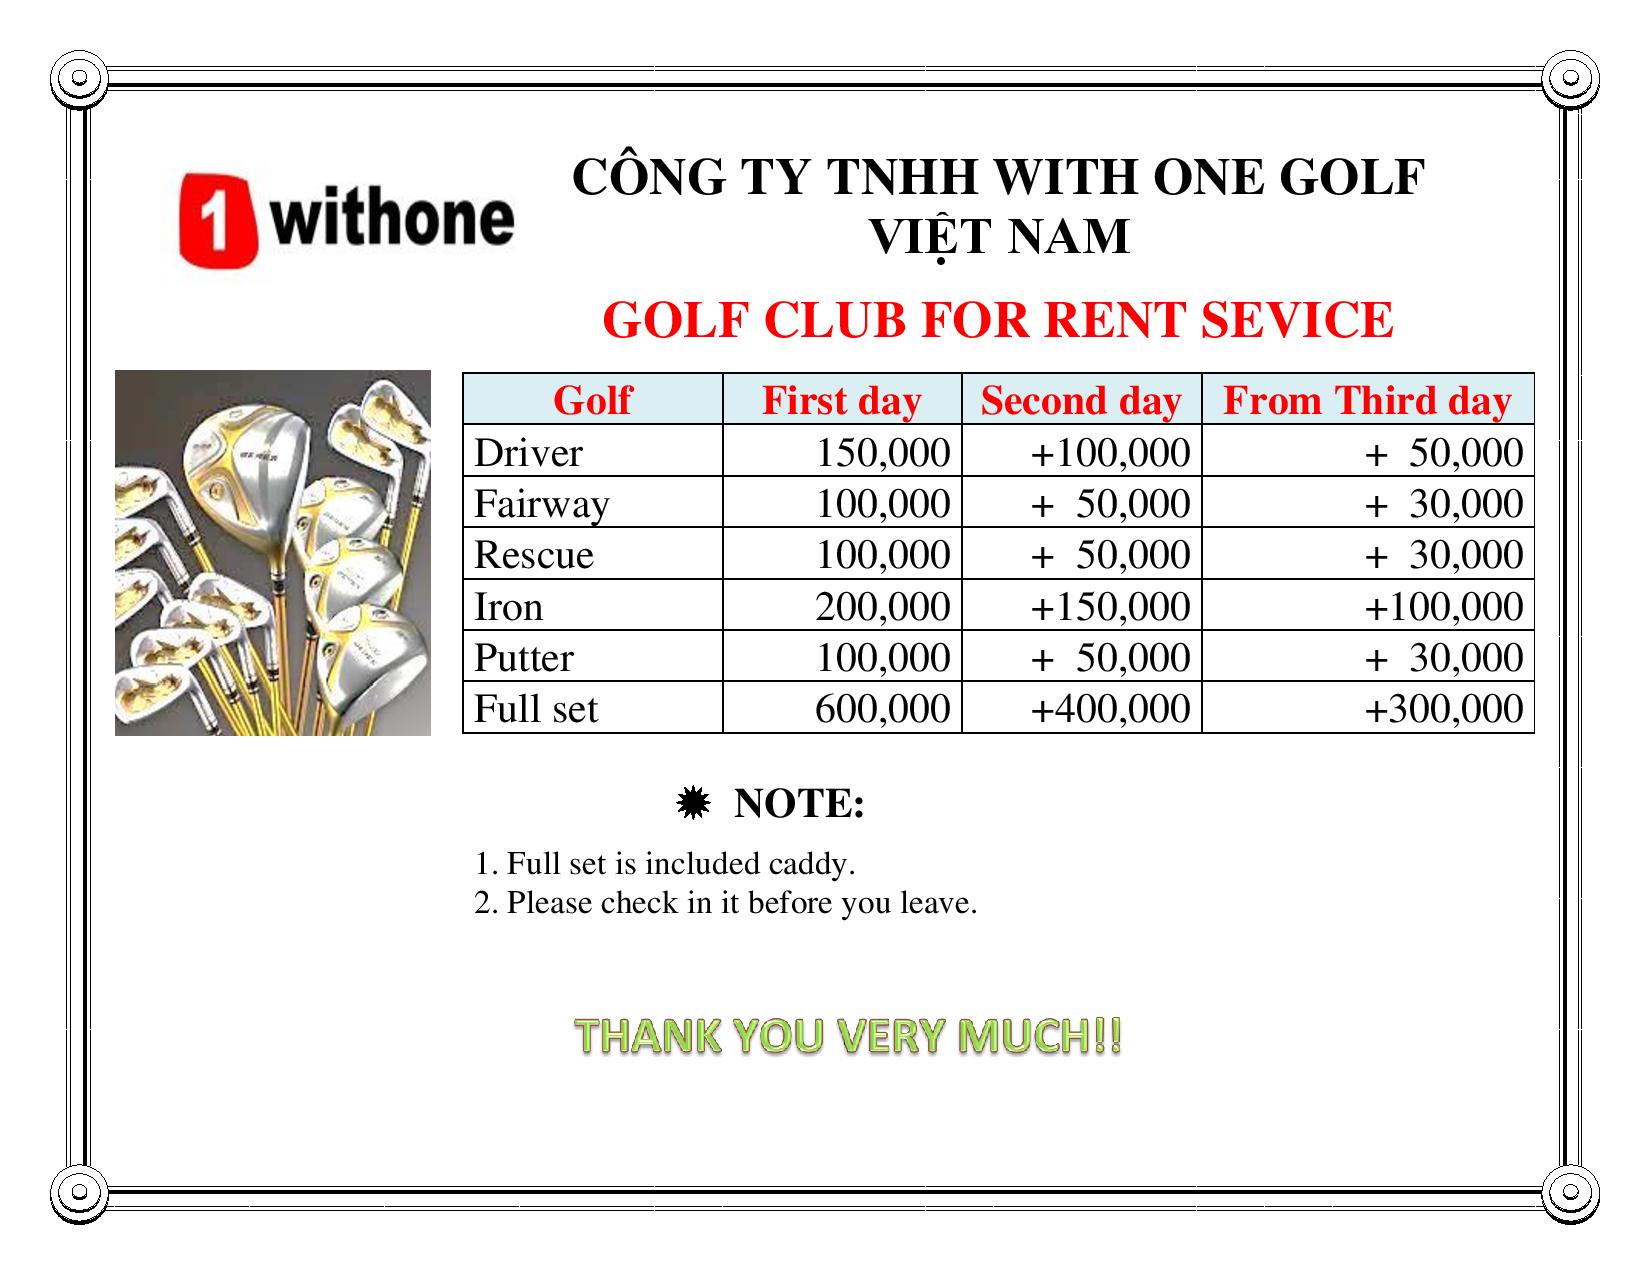 1 withone
CÔNG TY TNHH WITH ONE GOLF
VIỆT NAM
GOLF CLUB FOR RENT SEVICE
Golf First day Second day From Third day
Driver 150,000 +100,000 + 50,000
Fairway 100,000 + 50,000 + 30,000
Rescue 100,000 + 50,000 + 30,000
Iron 200,000 +150,000 +100,000
Putter 100,000 + 50,000 + 30,000
Full set 600,000 +400,000 +300,000
NOTE:
1. Full set is included caddy.
2. Please check in it before you leave.
THANK YOU VERY MUCH!!